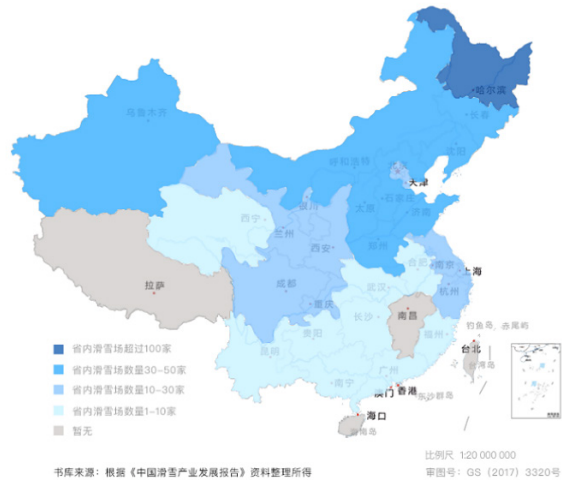 哈尔滨
乌鲁木齐
长春
沈阳
呼和浩特
北京
天津
石家庄
银川
太原
济南
西宁
兰州
郑州
西安
合肥
南京
上海
成都
武汉
杭州
拉萨
重庆
长沙
南昌
贵阳
福州
钓鱼岛
赤尾屿
昆明
台北
台湾岛
广州
南宁
澳门
香港
东沙群岛
海口
海南岛
省内滑雪场超过100家
省内滑雪场数量30-50家
省内滑雪场数量10-30家
省内滑雪场数量1-10家
暂无
比例尺 1:20 000 000
书库来源：根据《中国滑雪产业发展报告》资料整理所得
审图号：GS（2017）3320号